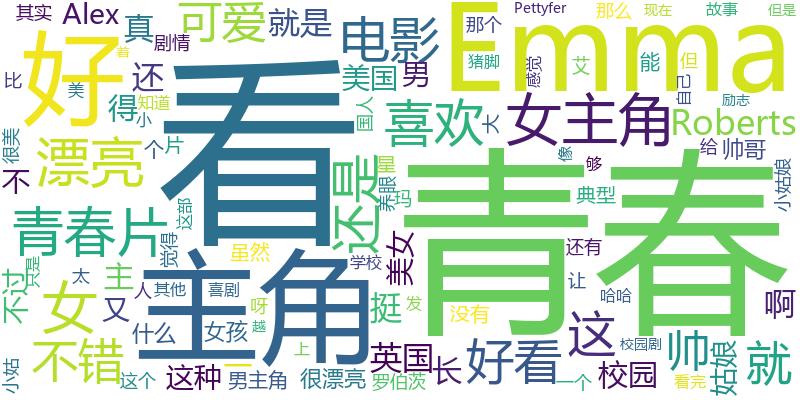 其实
Alex
真
可爱
就是
电影
Emma
Pettyfer
那么
现在
故事
但是
那个
剧情
好
看
还
美国
男
猪脚
感觉
艾
能
但
自己
励志
比
美
着
得
知道
小
国人
喜欢
大
女主角
Roberts
很美
漂亮
个
片
不
还是
星
养眼
玛
像
够
给
帅哥
典型
小姑娘
青春
青春片
这部
觉得
虽然
主角
学校
美女
还有
不过
只是
太
主
人
其他
喜剧
呀
越
挺
发
没有
让
哈哈
啊
女
又
什么
女孩
上
这
校园剧
小姑
不错
一
这个
这种
男主角
很漂亮
英国
罗伯茨
长
好看
一个
校园
帅
看完
姑娘
就